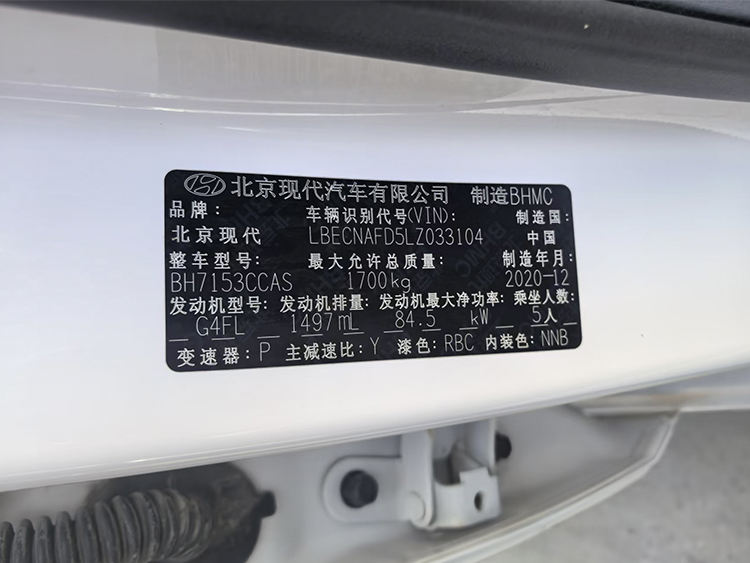 北京现代汽车有限公司 制造BHMC
品牌: 车辆识别代号(VIN): 制造国:
北京现代 LBECNAFD5LZ033104 中国
整车型号: 最大允许总质量: 制造年月:
BH7153CCAS 1700kg 2020-12
发动机型号: 发动机排量: 发动机最大净功率: 乘坐人数:
G4FL 1497mL 84.5 kW 5人
变速器: P 主减速比: Y 漆色: RBC 内装色: NNB